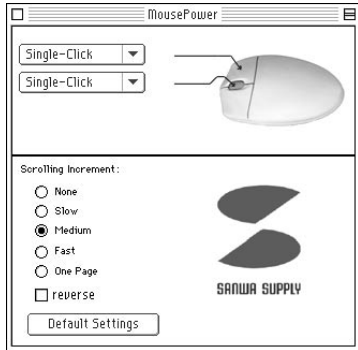 MousePower
Single-Click
Single-Click
Scrolling Increment:
None
Slow
Medium
Fast
One Page
reverse
SANWA SUPPLY
Default Settings